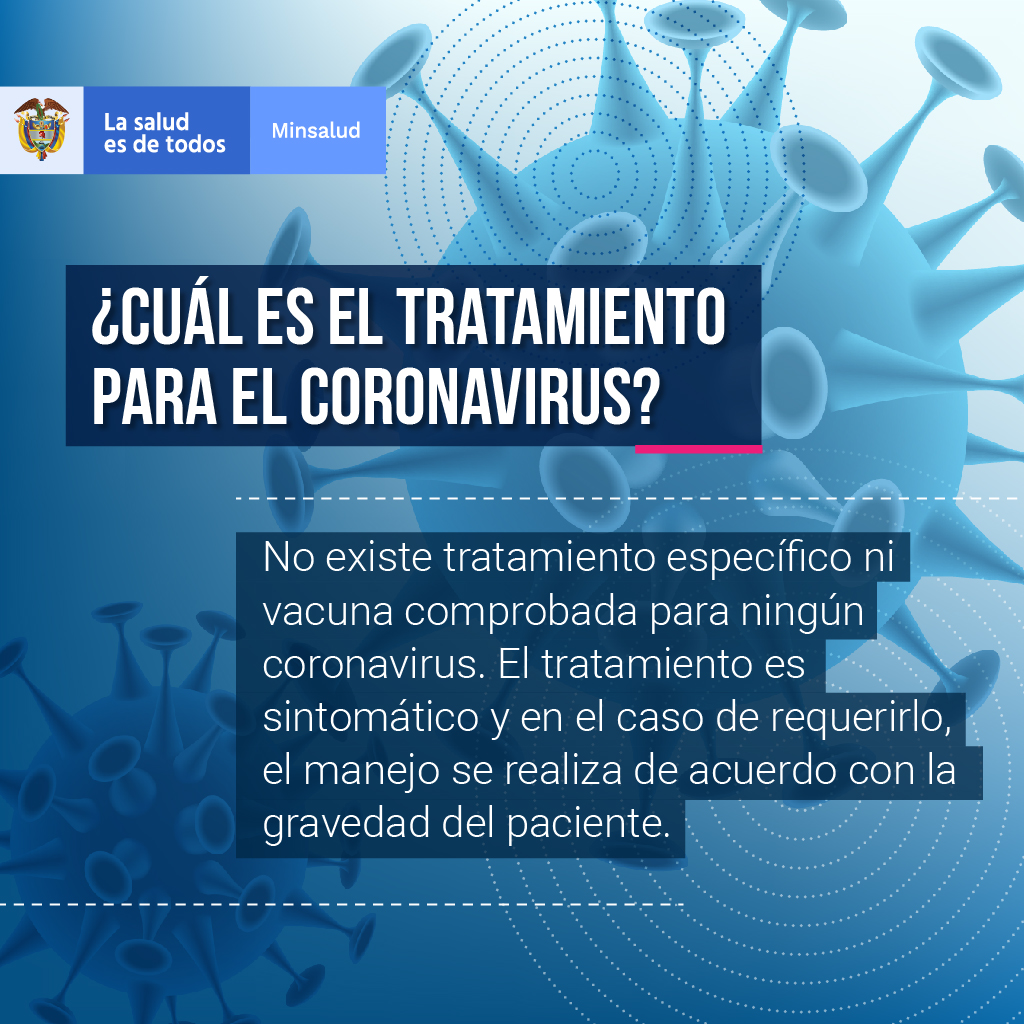 La salud
es de todos
Minsalud
¿CUÁL ES EL TRATAMIENTO
PARA EL CORONAVIRUS?
No existe tratamiento específico ni
vacuna comprobada para ningún
coronavirus. El tratamiento es
sintomático y en el caso de requerirlo,
el manejo se realiza de acuerdo con la
gravedad del paciente.